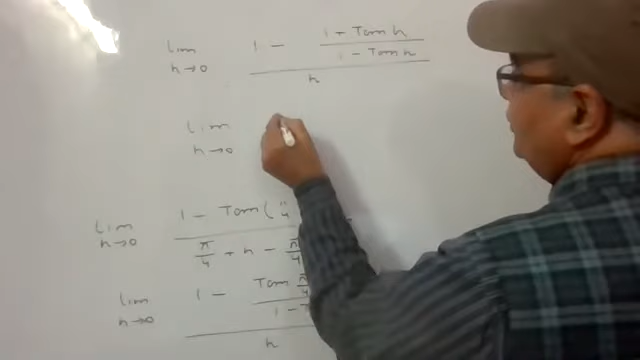 Lim h→0 1 - (1 + Tan h)/(1 - Tan h) / h
Lim h→0
Lim h→0 1 - Tan (π/4 / π/4 + h - π/4
Lim h→0 1 - Tan π/4 / 1 - T / h